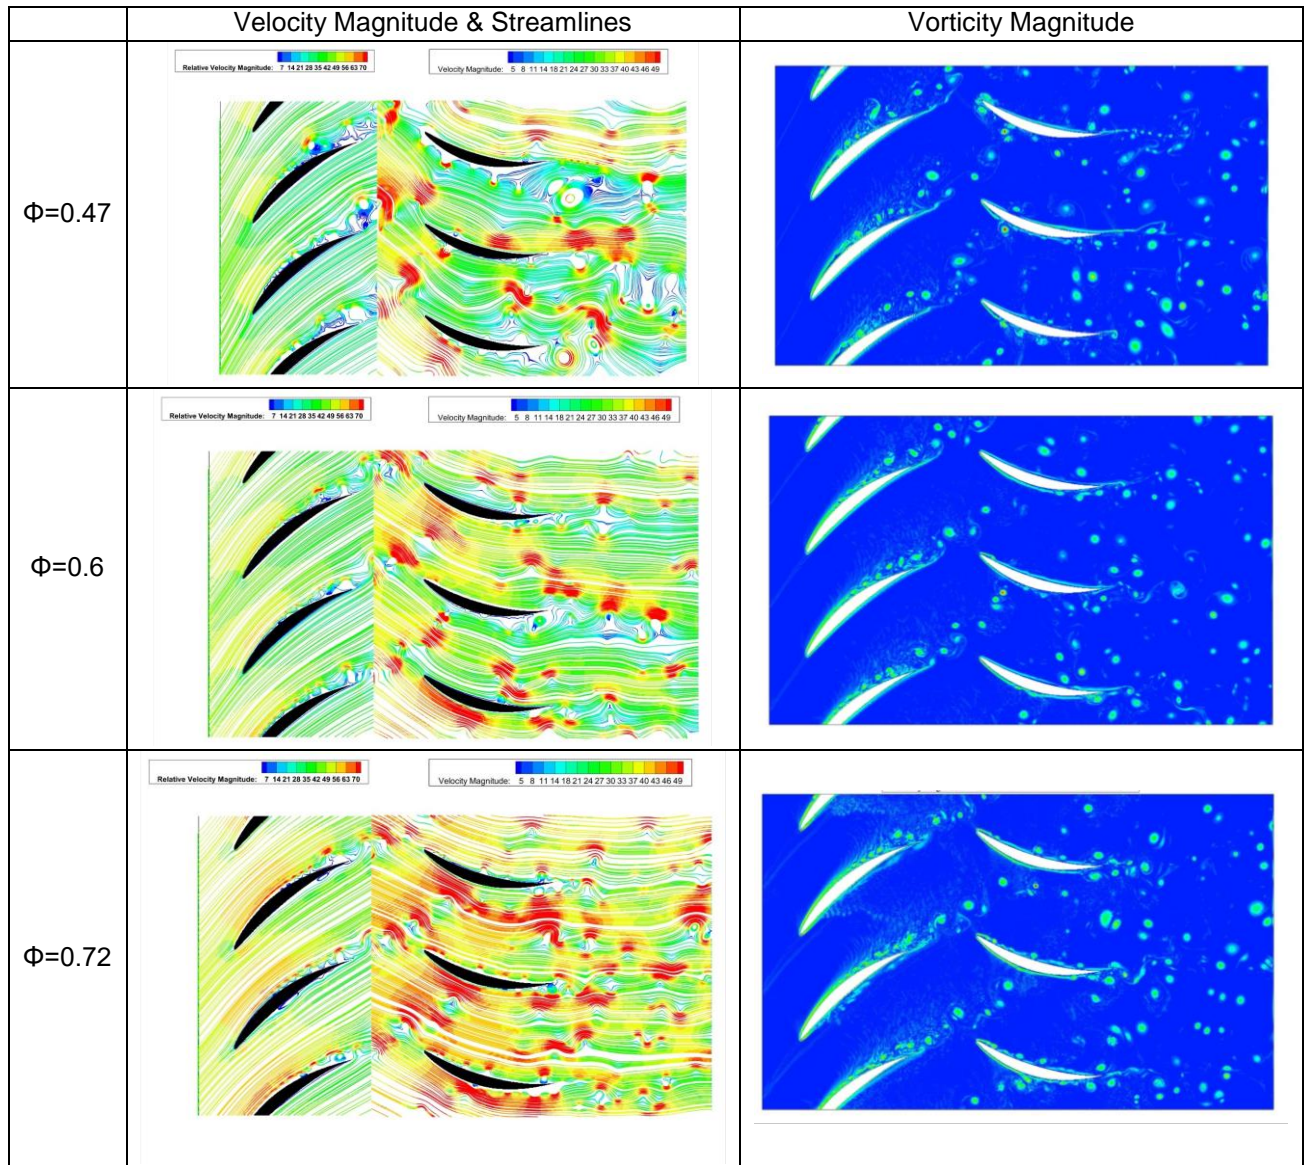 Velocity Magnitude & Streamlines
Vorticity Magnitude
Φ=0.47
Relative Velocity Magnitude: 7 14 21 28 35 42 49 56 63 70
Velocity Magnitude: 5 8 11 14 18 21 24 27 30 33 37 40 43 46 49
Φ=0.6
Relative Velocity Magnitude: 7 14 21 28 35 42 49 56 63 70
Velocity Magnitude: 5 8 11 14 18 21 24 27 30 33 37 40 43 46 49
Φ=0.72
Relative Velocity Magnitude: 7 14 21 28 35 42 49 56 63 70
Velocity Magnitude: 5 8 11 14 18 21 24 27 30 33 37 40 43 46 49